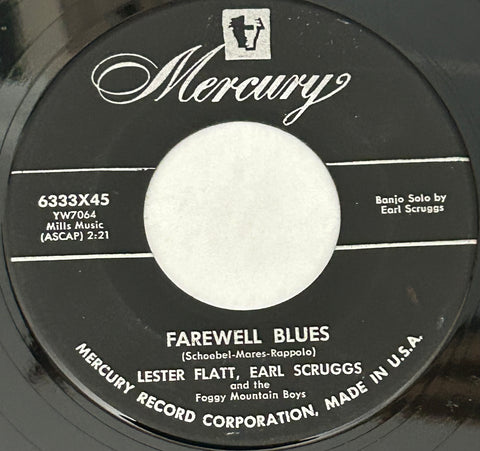 Mercury
6333X45
YW7064
Mills Music
(ASCAP) 2:21
Banjo Solo by
Earl Scruggs
FAREWELL BLUES
(Schoebel-Mares-Rappolo)
LESTER FLATT, EARL SCRUGGS
and the
Foggy Mountain Boys
MERCURY RECORD CORPORATION, MADE IN U.S.A.